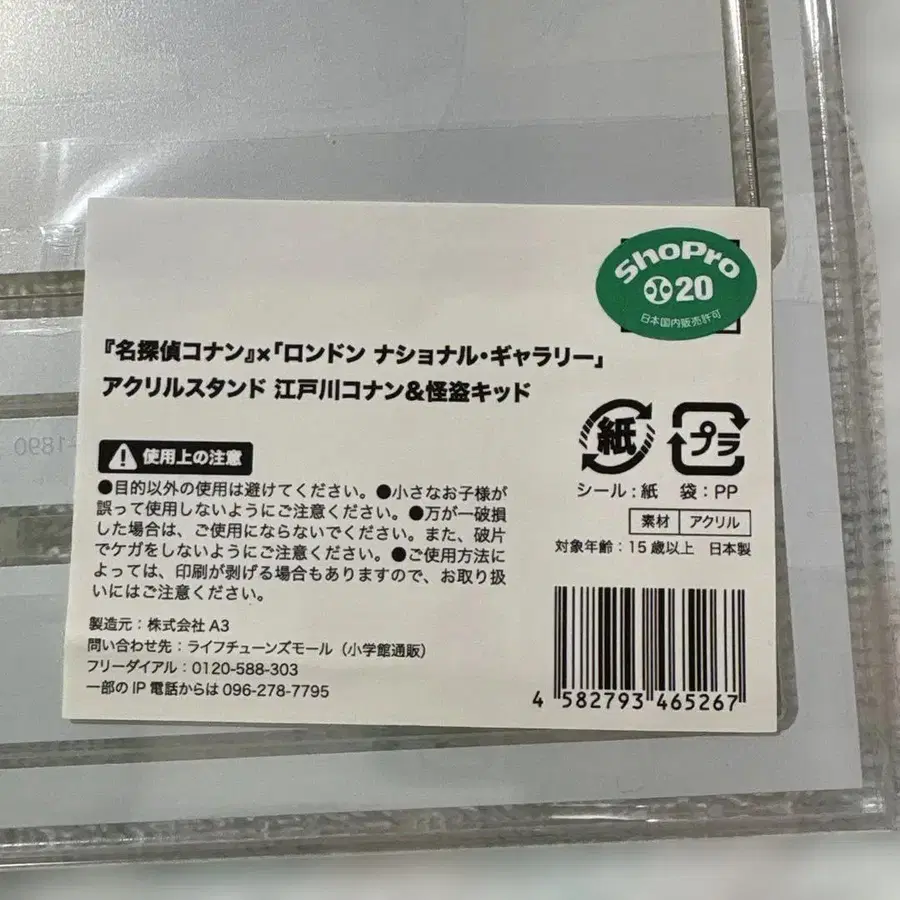 ShoPro
20
日本国内販売許可
『名探偵コナン』×「ロンドン ナショナル・ギャラリー」
アクリルスタンド 江戸川コナン&怪盗キッド
紙 プラ
シール:紙 袋:PP
素材 アクリル
対象年齢:15歳以上 日本製
使用上の注意
●目的以外の使用は避けてください。●小さなお子様が
誤って使用しないようにご注意ください。●万が一破損
した場合は、ご使用にならないでください。また、破片
でケガをしないようにご注意ください。●ご使用方法に
よっては、印刷が剥げる場合もありますので、お取り扱
いにはご注意ください。
製造元:株式会社 A3
問い合わせ先:ライフチューンズモール(小学館通販)
フリーダイアル:0120-588-303
一部の IP 電話からは 096-278-7795
4 582793 465267